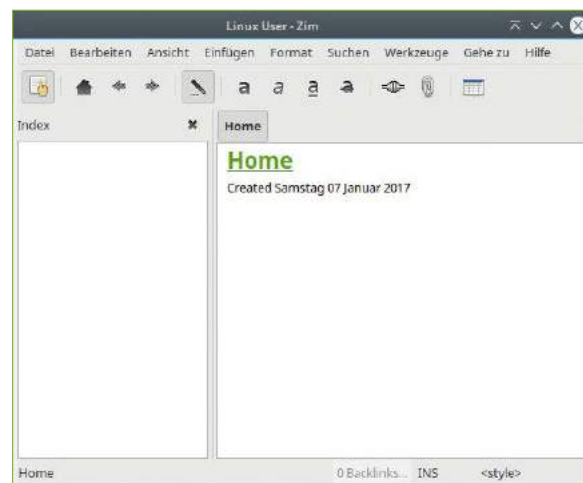 Linux User - Zim
Datei Bearbeiten Ansicht Einfügen Format Suchen Werkzeuge Gehe zu Hilfe
a a a a
Index
Home
Home
Created Samstag 07 Januar 2017
Home 0 Backlinks... INS <style>